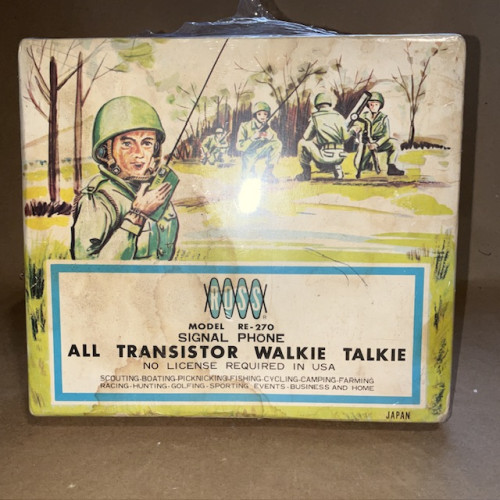 ROSS
MODEL RE-270
SIGNAL PHONE
ALL TRANSISTOR WALKIE TALKIE
NO LICENSE REQUIRED IN USA
SCOUTING-BOATING-PICKNICKING-FISHING-CYCLING-CAMPING-FARMING
RACING-HUNTING-GOLFING-SPORTING EVENTS-BUSINESS AND HOME
JAPAN